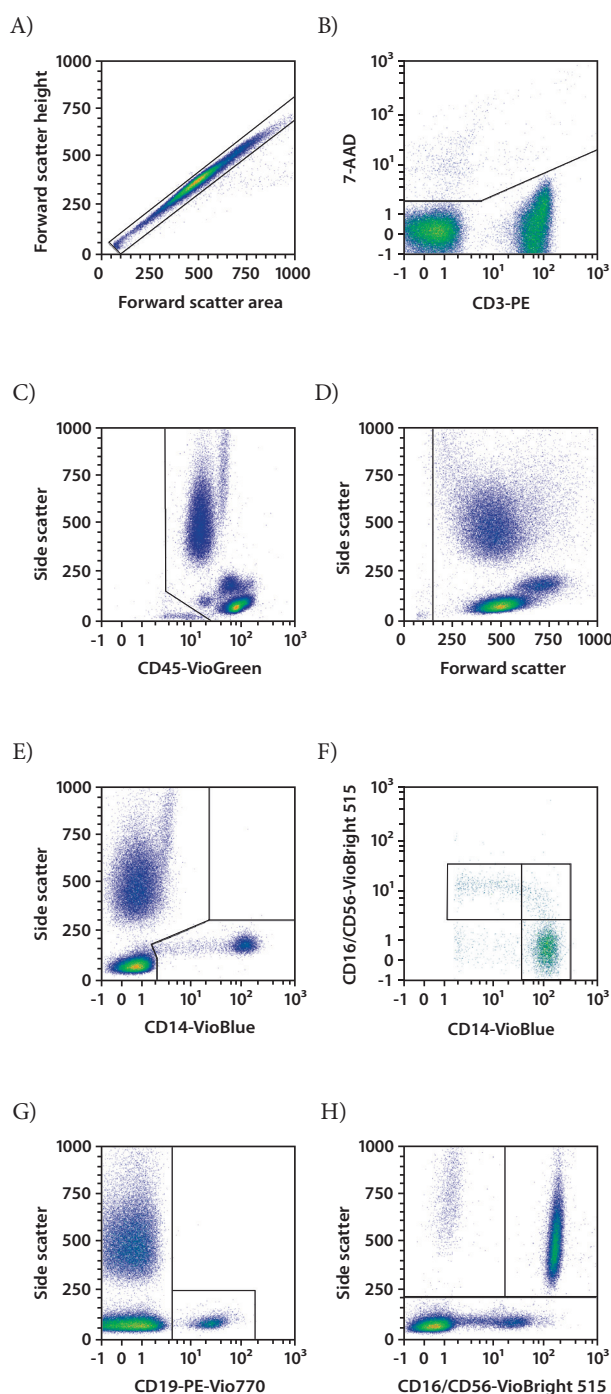 A)
1000
750
500
250
0
Forward scatter height
0 250 500 750 1000
Forward scatter area
B)
10³
10²
10¹
1
0
-1
7-AAD
-1 0 1 10¹ 10² 10³
CD3-PE
C)
1000
750
500
250
0
Side scatter
-1 0 1 10¹ 10² 10³
CD45-VioGreen
D)
1000
750
500
250
0
Side scatter
0 250 500 750 1000
Forward scatter
E)
1000
750
500
250
0
Side scatter
-1 0 1 10¹ 10² 10³
CD14-VioBlue
F)
10³
10²
10¹
1
0
-1
CD16/CD56-VioBright 515
-1 0 1 10¹ 10² 10³
CD14-VioBlue
G)
1000
750
500
250
0
Side scatter
-1 0 1 10¹ 10² 10³
CD19-PE-Vio770
H)
1000
750
500
250
0
Side scatter
-1 0 1 10¹ 10² 10³
CD16/CD56-VioBright 515